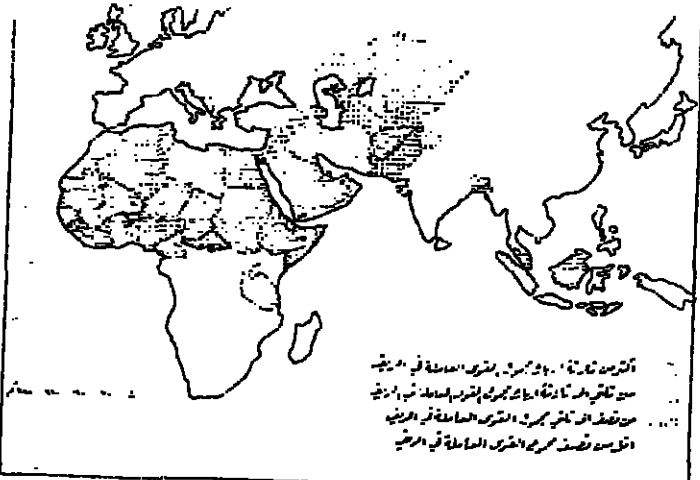 أكثر من ثلاثة أرباع مجموع القوى العاملة في الريف
من ثلثي إلى ثلاثة أرباع مجموع القوى العاملة في الريف
من نصف إلى ثلثي مجموع القوى العاملة في الريف
أقل من نصف مجموع القوى العاملة في الريف